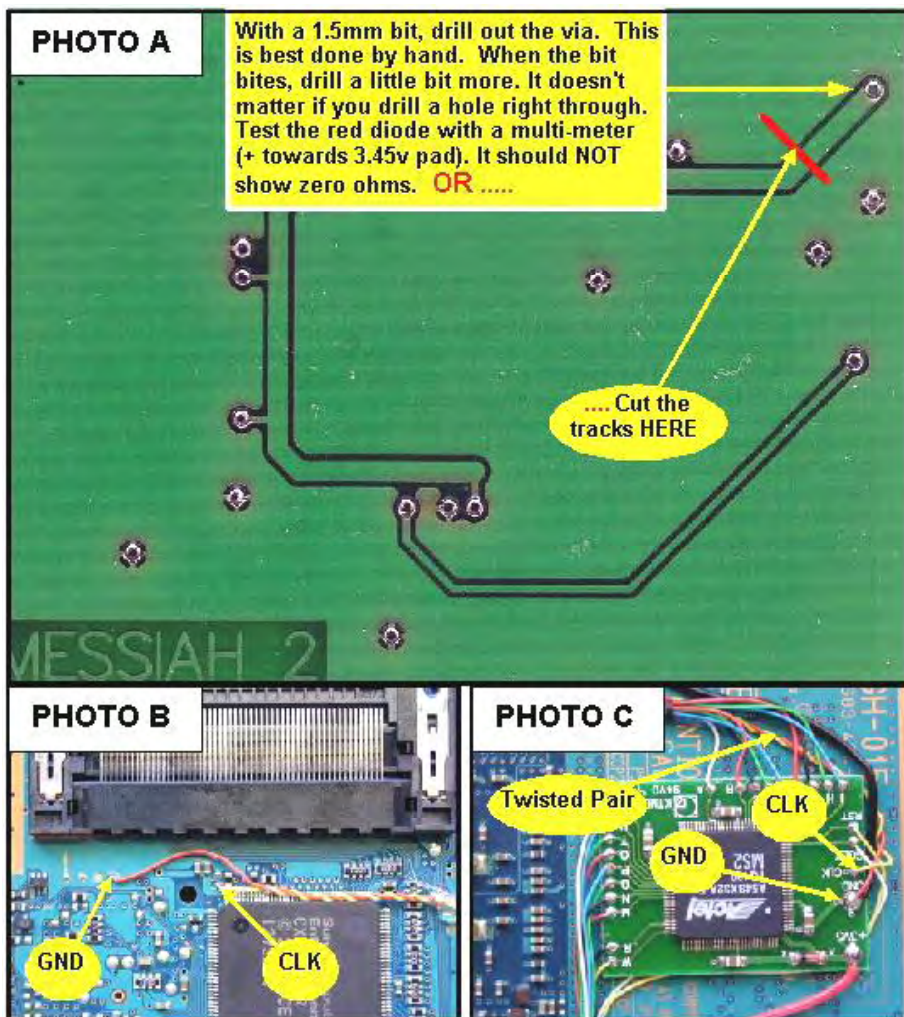 PHOTO A
With a 1.5mm bit, drill out the via. This
is best done by hand. When the bit
bites, drill a little bit more. It doesn't
matter if you drill a hole right through.
Test the red diode with a multi-meter
(+ towards 3.45v pad). It should NOT
show zero ohms. OR .....
.... Cut the
tracks HERE
MESSIAH 2
PHOTO B
GND
CLK
PHOTO C
Twisted Pair
CLK
GND
RST
CLK
MS2
Actel